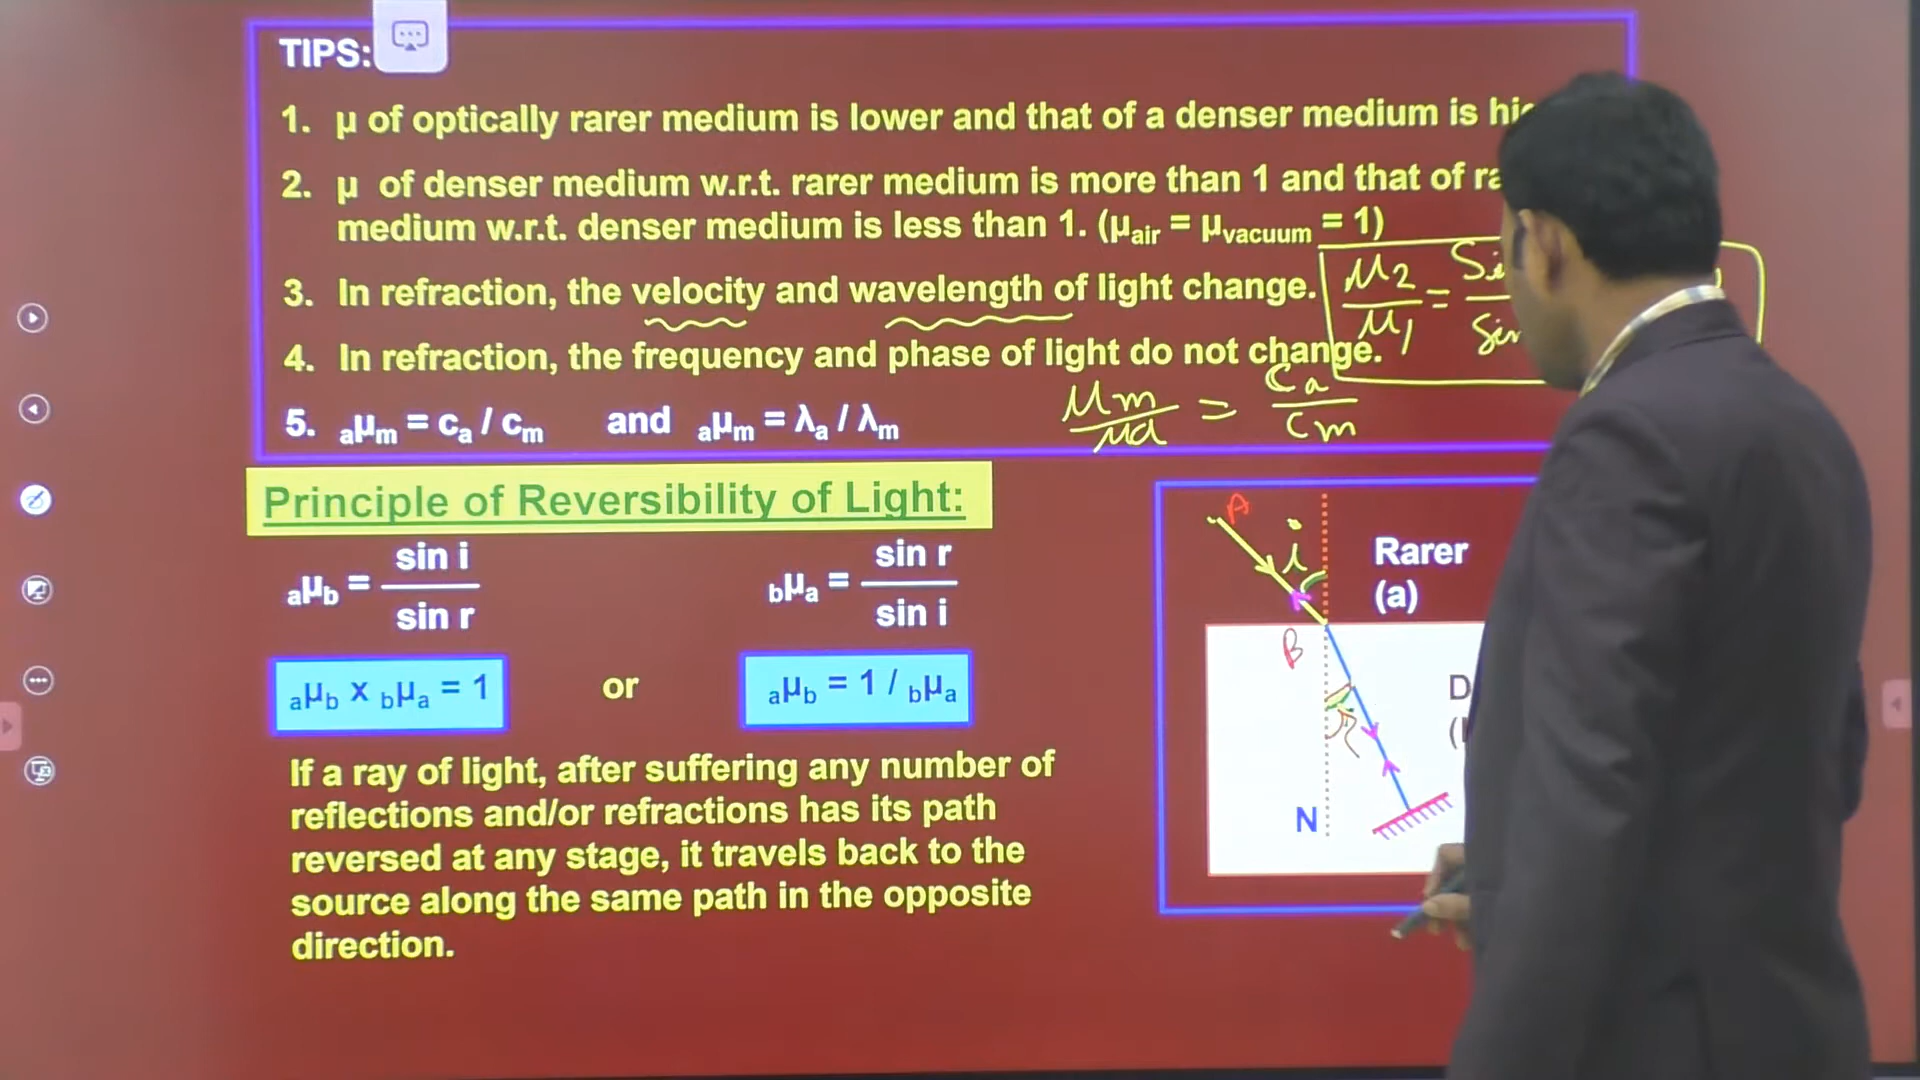 TIPS:
1. μ of optically rarer medium is lower and that of a denser medium is
2. μ of denser medium w.r.t. rarer medium is more than 1 and that of
medium w.r.t. denser medium is less than 1. (μair = μvacuum = 1)
3. In refraction, the velocity and wavelength of light change.
μ2 / μ1 =
4. In refraction, the frequency and phase of light do not change.
5. aμm = ca / cm and aμm = λa / λm
μm / μa = ca / cm
Principle of Reversibility of Light:
aμb = sin i / sin r
bμa = sin r / sin i
aμb x bμa = 1 or aμb = 1 / bμa
If a ray of light, after suffering any number of
reflections and/or refractions has its path
reversed at any stage, it travels back to the
source along the same path in the opposite
direction.
A
i
Rarer
(a)
B
r
N